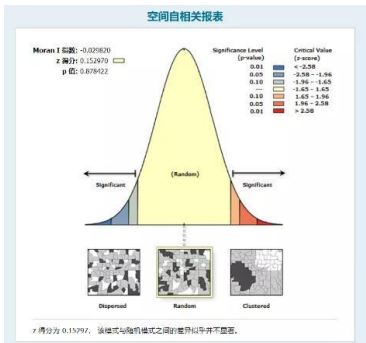 空间自相关报表
Moran I 指数: -0.029820
z 得分: 0.152970
p 值: 0.878422
Significance Level
(p-value)
Critical Value
(z-score)
0.01 < -2.58
0.05 -2.58 - -1.96
0.10 -1.96 - -1.65
--- -1.65 - 1.65
0.10 1.65 - 1.96
0.05 1.96 - 2.58
0.01 > 2.58
(Random)
Significant
Significant
Dispersed
Random
Clustered
z 得分为 0.15297， 该模式与随机模式之间的差异似乎并不显著。